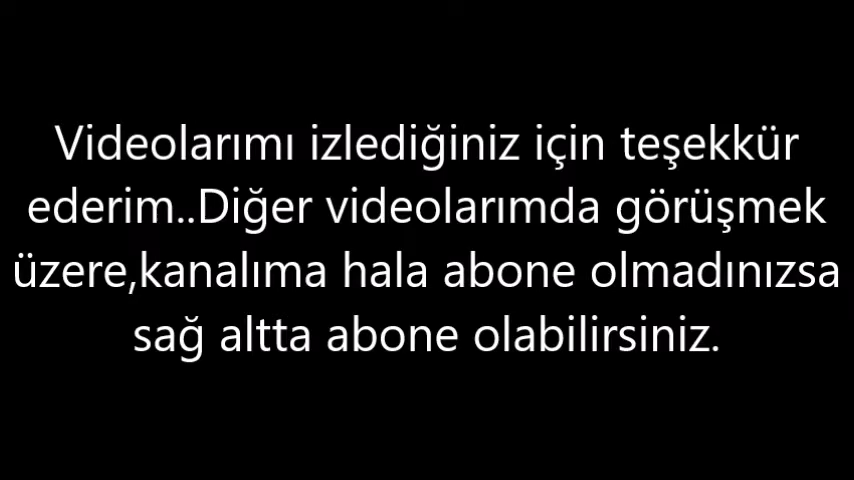 Videolarımı izlediğiniz için teşekkür
ederim..Diğer videolarımda görüşmek
üzere,kanalıma hala abone olmadınızsa
sağ altta abone olabilirsiniz.